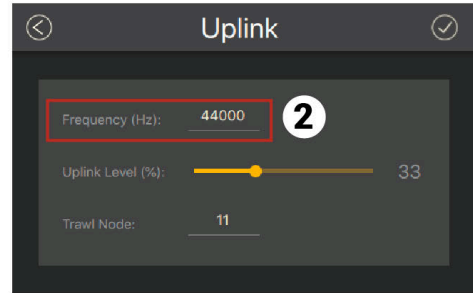 Uplink
Frequency (Hz): 44000 2
Uplink Level (%): 33
Trawl Node: 11